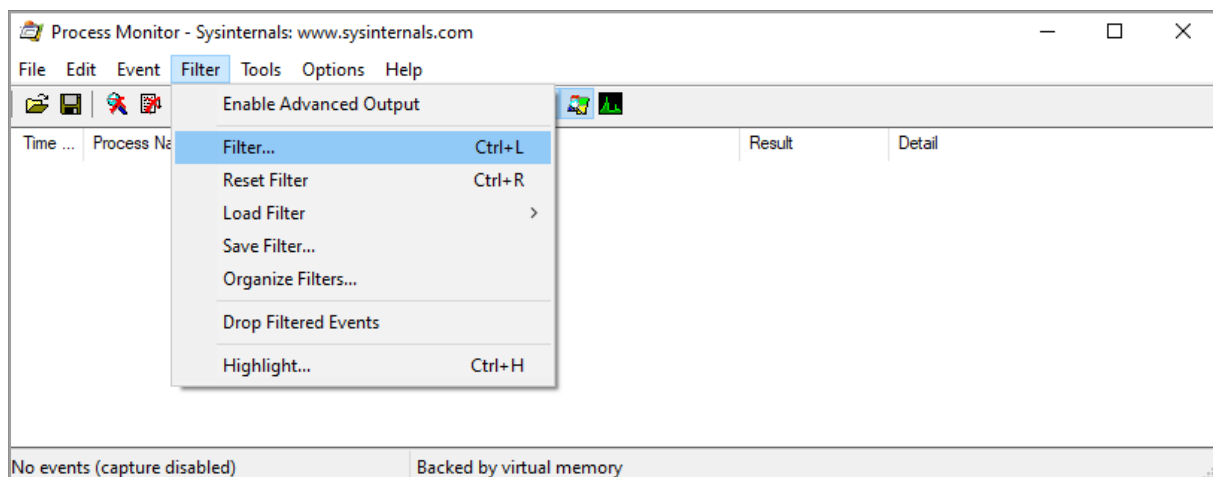 Process Monitor - Sysinternals: www.sysinternals.com
File Edit Event Filter Tools Options Help
Enable Advanced Output
Time ... Process Na Result Detail
Filter... Ctrl+L
Reset Filter Ctrl+R
Load Filter
Save Filter...
Organize Filters...
Drop Filtered Events
Highlight... Ctrl+H
No events (capture disabled) Backed by virtual memory